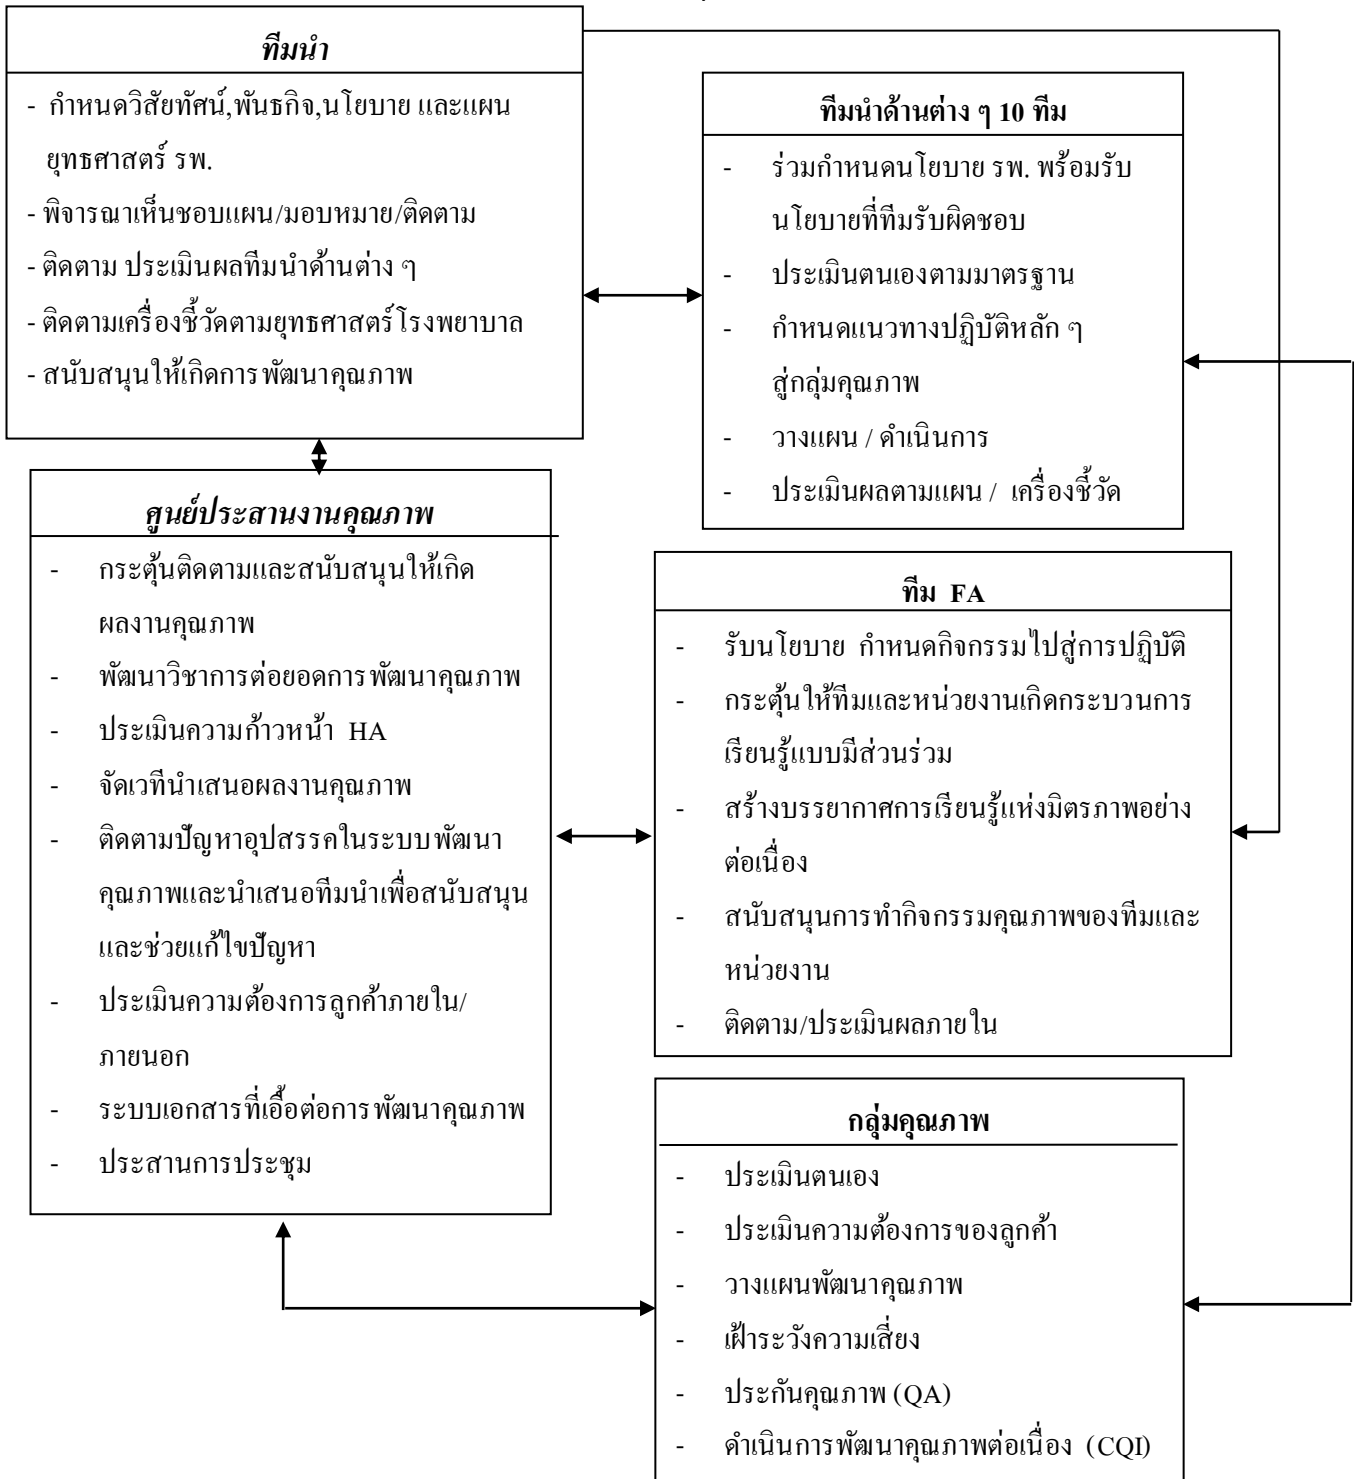 ทีมนำ
- กำหนดวิสัยทัศน์,พันธกิจ,นโยบาย และแผน
ยุทธศาสตร์ รพ.
- พิจารณาเห็นชอบแผน/มอบหมาย/ติดตาม
- ติดตาม ประเมินผลทีมนำด้านต่าง ๆ
- ติดตามเครื่องชี้วัดตามยุทธศาสตร์โรงพยาบาล
- สนับสนุนให้เกิดการพัฒนาคุณภาพ
ทีมนำด้านต่าง ๆ 10 ทีม
- ร่วมกำหนดนโยบาย รพ. พร้อมรับ
นโยบายที่ทีมรับผิดชอบ
- ประเมินตนเองตามมาตรฐาน
- กำหนดแนวทางปฏิบัติหลัก ๆ
สู่กลุ่มคุณภาพ
- วางแผน / ดำเนินการ
- ประเมินผลตามแผน / เครื่องชี้วัด
ศูนย์ประสานงานคุณภาพ
- กระตุ้นติดตามและสนับสนุนให้เกิด
ผลงานคุณภาพ
- พัฒนาวิชาการต่อยอดการพัฒนาคุณภาพ
- ประเมินความก้าวหน้า HA
- จัดเวทีนำเสนอผลงานคุณภาพ
- ติดตามปัญหาอุปสรรคในระบบพัฒนา
คุณภาพและนำเสนอทีมนำเพื่อสนับสนุน
และช่วยแก้ไขปัญหา
- ประเมินความต้องการลูกค้าภายใน/
ภายนอก
- ระบบเอกสารที่เอื้อต่อการพัฒนาคุณภาพ
- ประสานการประชุม
ทีม FA
- รับนโยบาย กำหนดกิจกรรมไปสู่การปฏิบัติ
- กระตุ้นให้ทีมและหน่วยงานเกิดกระบวนการ
เรียนรู้แบบมีส่วนร่วม
- สร้างบรรยากาศการเรียนรู้แห่งมิตรภาพอย่าง
ต่อเนื่อง
- สนับสนุนการทำกิจกรรมคุณภาพของทีมและ
หน่วยงาน
- ติดตาม/ประเมินผลภายใน
กลุ่มคุณภาพ
- ประเมินตนเอง
- ประเมินความต้องการของลูกค้า
- วางแผนพัฒนาคุณภาพ
- เฝ้าระวังความเสี่ยง
- ประกันคุณภาพ (QA)
- ดำเนินการพัฒนาคุณภาพต่อเนื่อง (CQI)